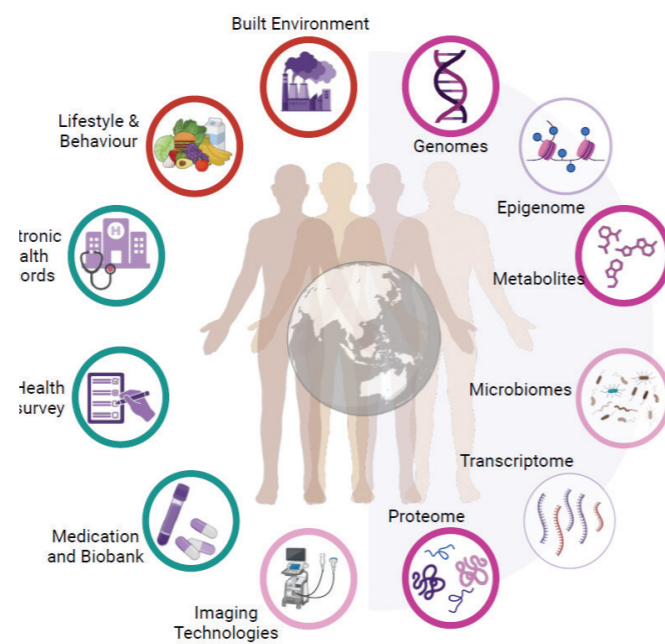 Built Environment
Genomes
Epigenome
Metabolites
Microbiomes
Transcriptome
Proteome
Imaging
Technologies
Medication
and Biobank
Health
survey
tronic
alth
ords
Lifestyle &
Behaviour
H